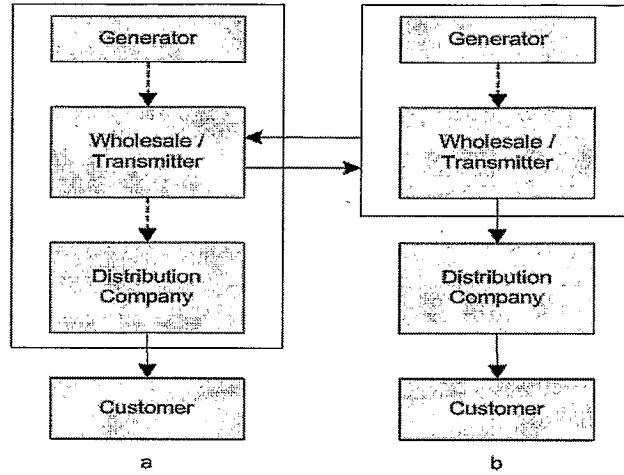 Generator
Wholesale /
Transmitter
Distribution
Company
Customer
a
Generator
Wholesale /
Transmitter
Distribution
Company
Customer
b